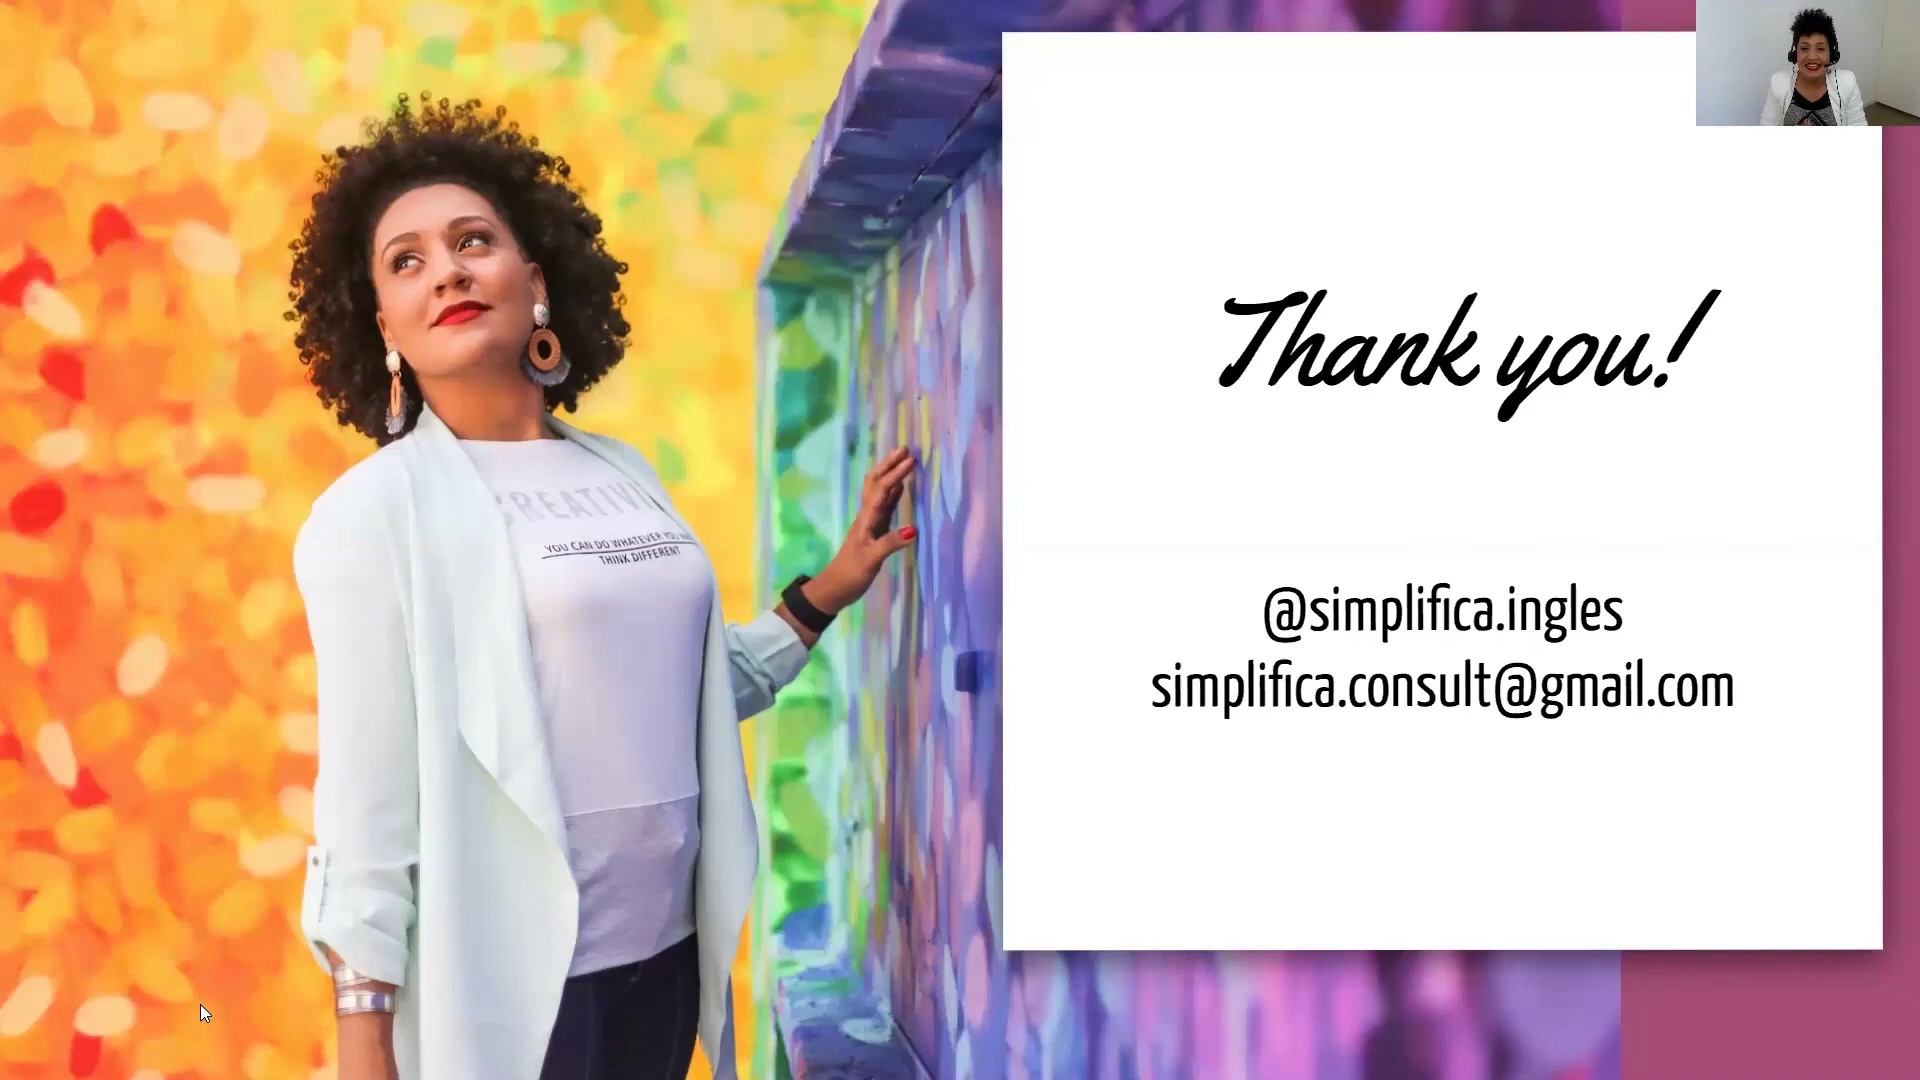 Thank you!
@simplifica.ingles
simplifica.consult@gmail.com
YOU CAN DO WHATEVER YOU
THINK DIFFERENT